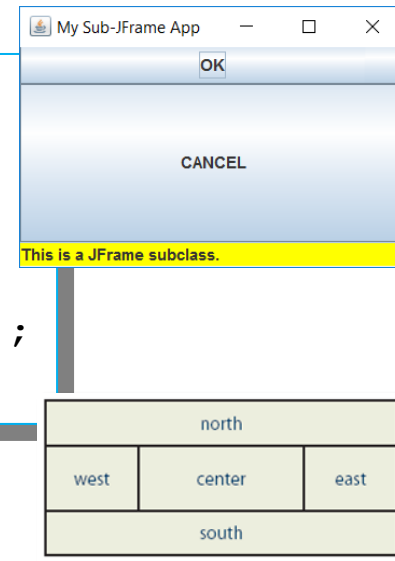 My Sub-JFrame App
OK
CANCEL
This is a JFrame subclass.
;
north
west center east
south